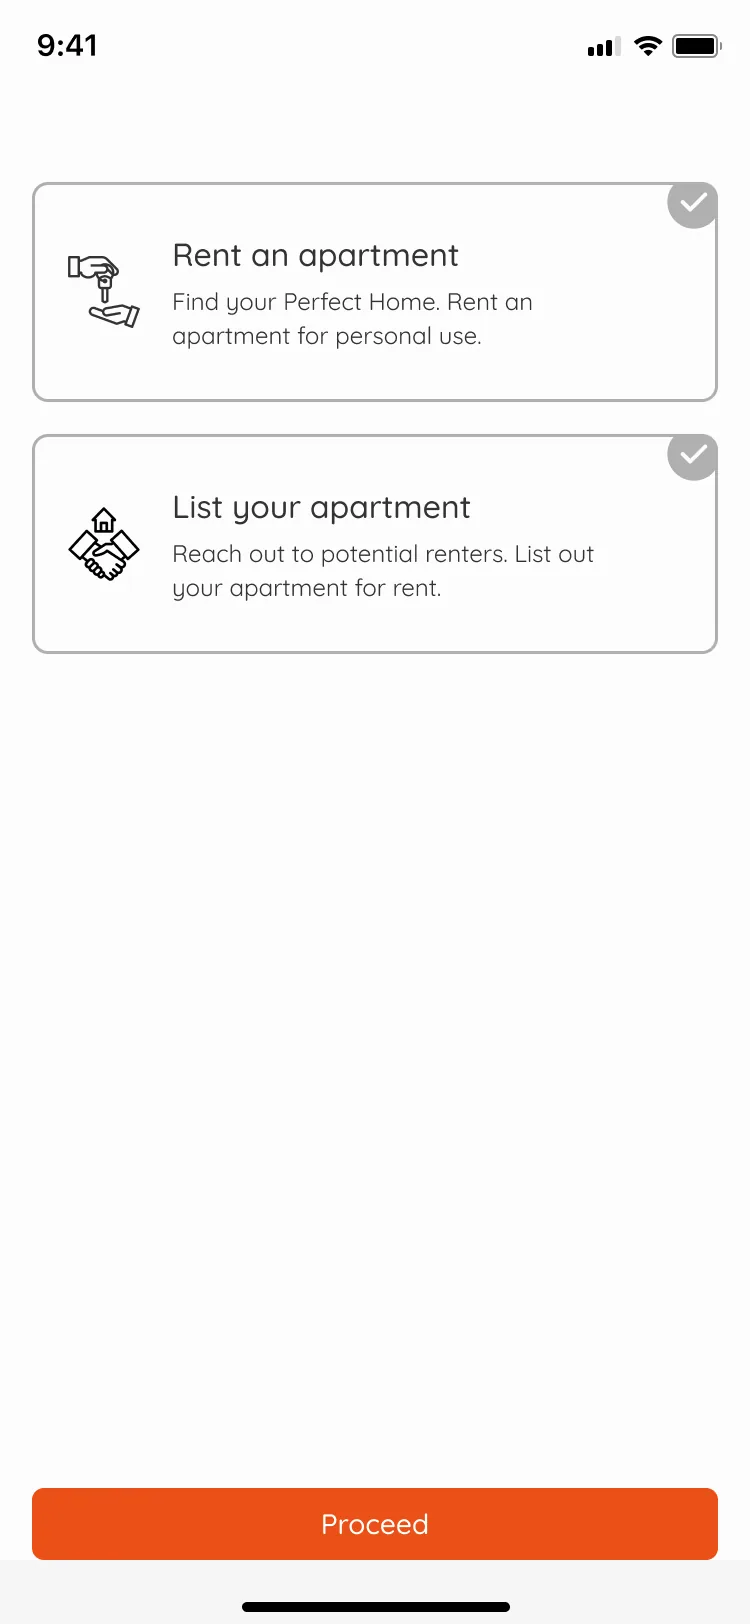 9:41
Rent an apartment
Find your Perfect Home. Rent an
apartment for personal use.
List your apartment
Reach out to potential renters. List out
your apartment for rent.
Proceed